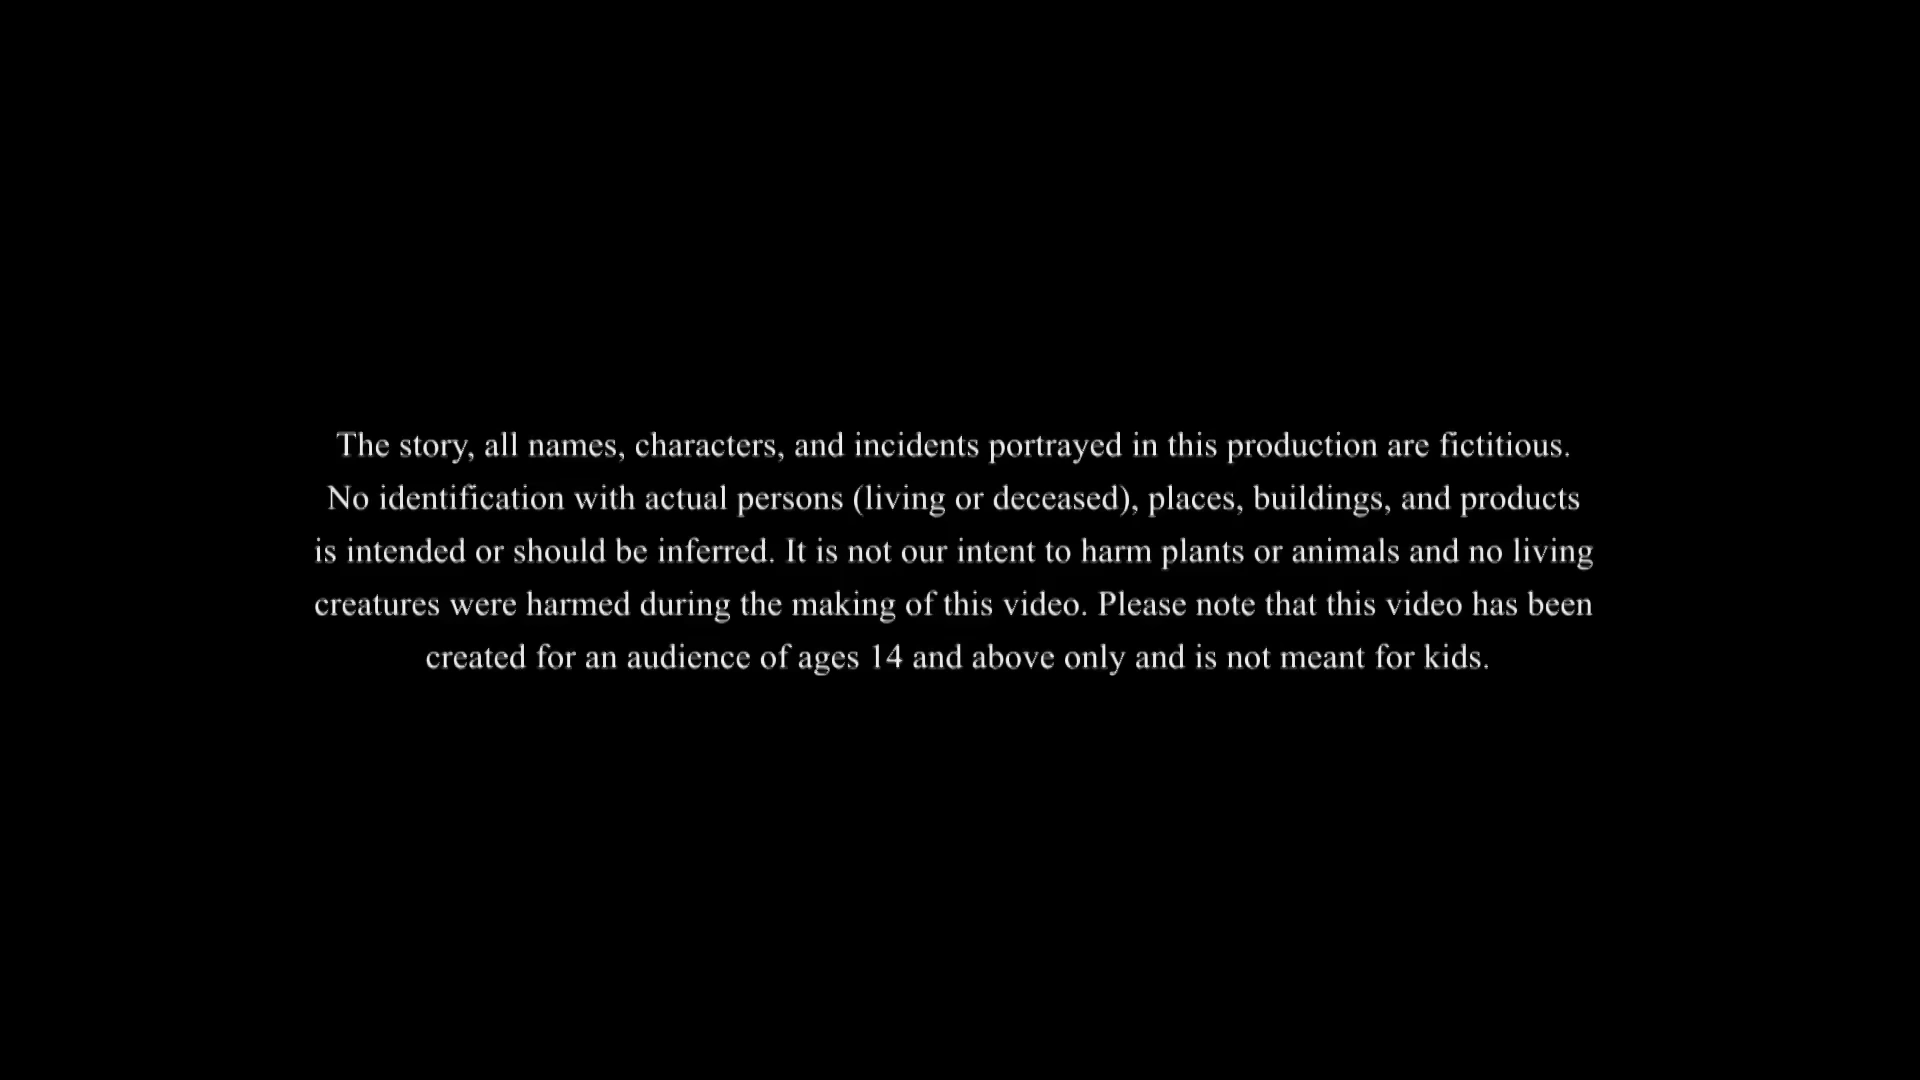 The story, all names, characters, and incidents portrayed in this production are fictitious.
No identification with actual persons (living or deceased), places, buildings, and products
is intended or should be inferred. It is not our intent to harm plants or animals and no living
creatures were harmed during the making of this video. Please note that this video has been
created for an audience of ages 14 and above only and is not meant for kids.